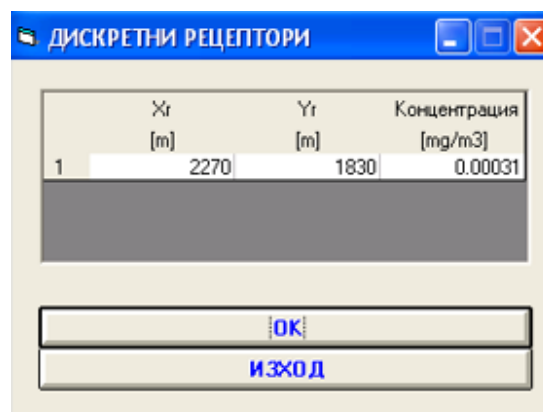 ДИСКРЕТНИ РЕЦЕПТОРИ
Xr Yr Концентрация
[m] [m] [mg/m3]
1 2270 1830 0.00031
OK
ИЗХОД